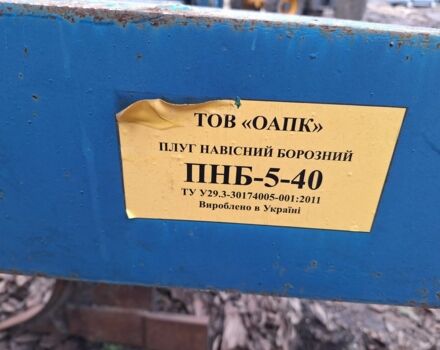 ТОВ «ОАПК»
ПЛУГ НАВІСНИЙ БОРОЗНИЙ
ПНБ-5-40
ТУ У29.3-30174005-001:2011
Вироблено в Україні